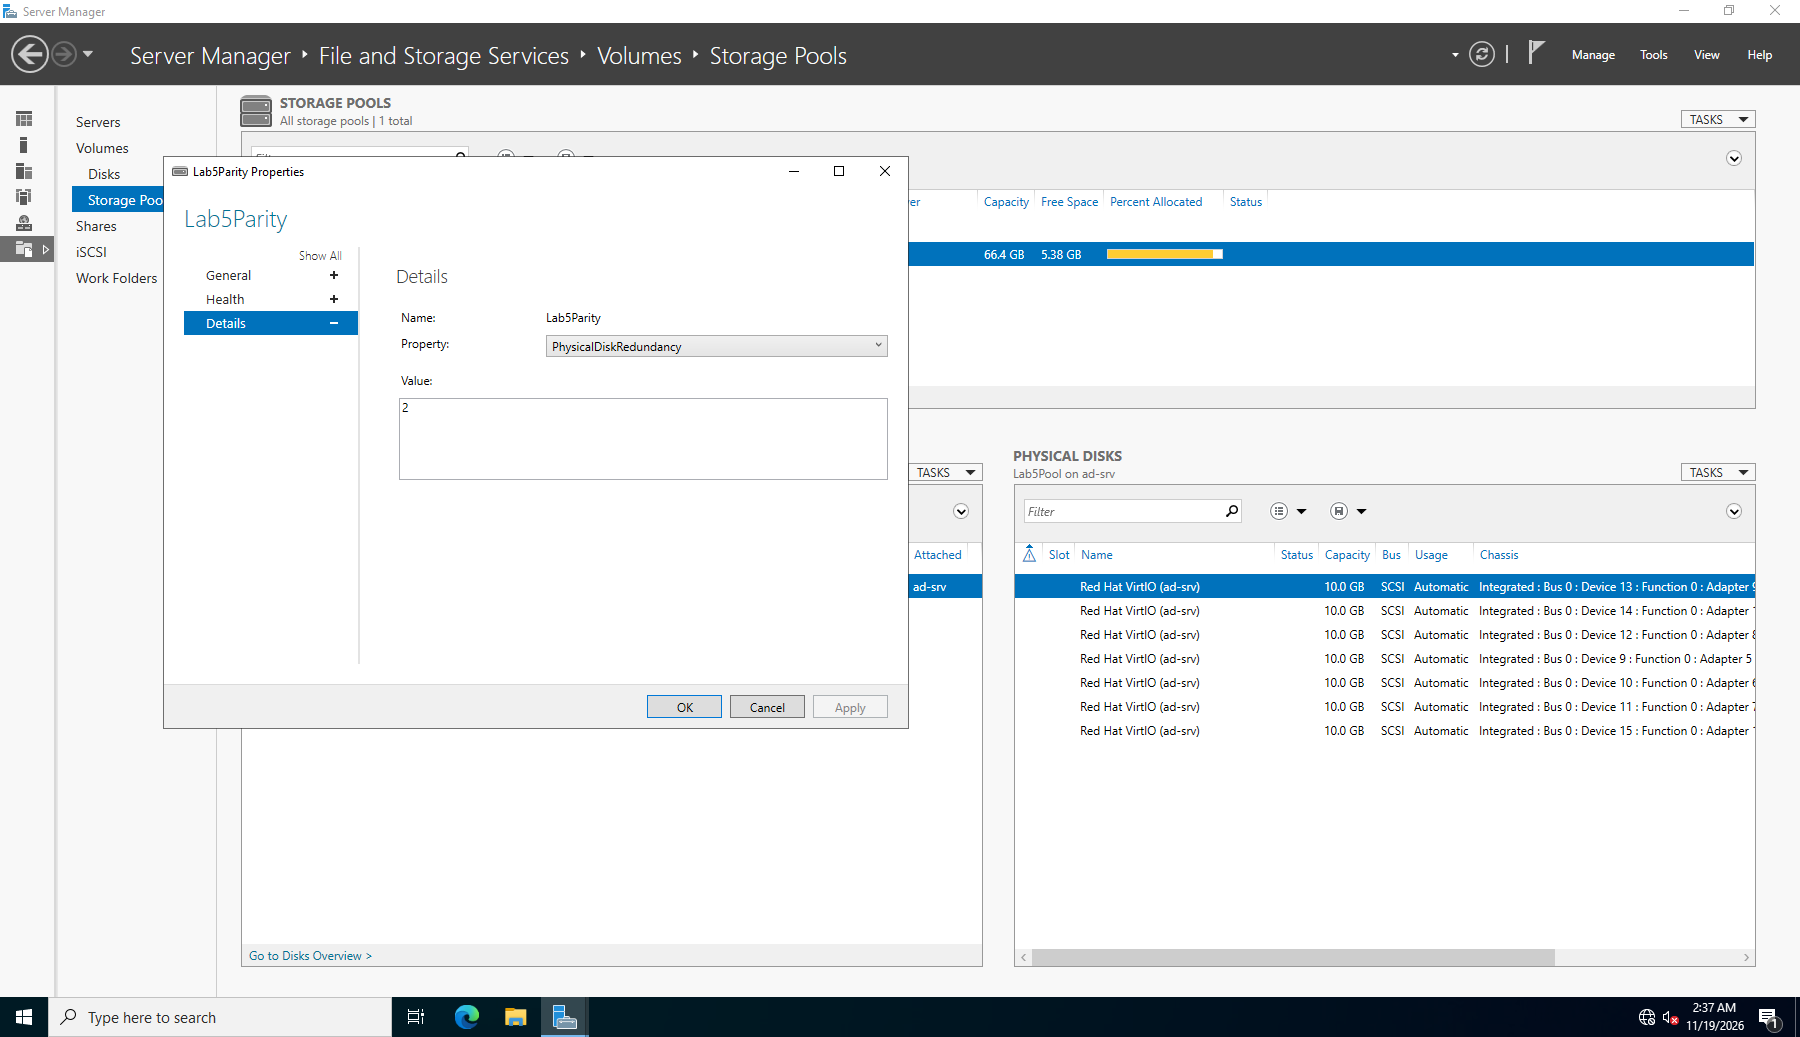 Server Manager
Server Manager ‣ File and Storage Services ‣ Volumes ‣ Storage Pools
Manage Tools View Help
Servers
Volumes
Disks
Storage Poo
Shares
iSCSI
Work Folders
STORAGE POOLS
All storage pools | 1 total
TASKS
Capacity Free Space Percent Allocated Status
66.4 GB 5.38 GB
Lab5Parity Properties
Lab5Parity
Show All
General +
Health +
Details −
Details
Name: Lab5Parity
Property: PhysicalDiskRedundancy
Value:
2
OK Cancel Apply
TASKS
Attached
ad-srv
Go to Disks Overview >
PHYSICAL DISKS
Lab5Pool on ad-srv
TASKS
Filter
Slot Name Status Capacity Bus Usage Chassis
Red Hat VirtIO (ad-srv) 10.0 GB SCSI Automatic Integrated : Bus 0 : Device 13 : Function 0 : Adapter 9
Red Hat VirtIO (ad-srv) 10.0 GB SCSI Automatic Integrated : Bus 0 : Device 14 : Function 0 : Adapter
Red Hat VirtIO (ad-srv) 10.0 GB SCSI Automatic Integrated : Bus 0 : Device 12 : Function 0 : Adapter 8
Red Hat VirtIO (ad-srv) 10.0 GB SCSI Automatic Integrated : Bus 0 : Device 9 : Function 0 : Adapter 5
Red Hat VirtIO (ad-srv) 10.0 GB SCSI Automatic Integrated : Bus 0 : Device 10 : Function 0 : Adapter 6
Red Hat VirtIO (ad-srv) 10.0 GB SCSI Automatic Integrated : Bus 0 : Device 11 : Function 0 : Adapter 7
Red Hat VirtIO (ad-srv) 10.0 GB SCSI Automatic Integrated : Bus 0 : Device 15 : Function 0 : Adapter
Type here to search
2:37 AM
11/19/2026
1